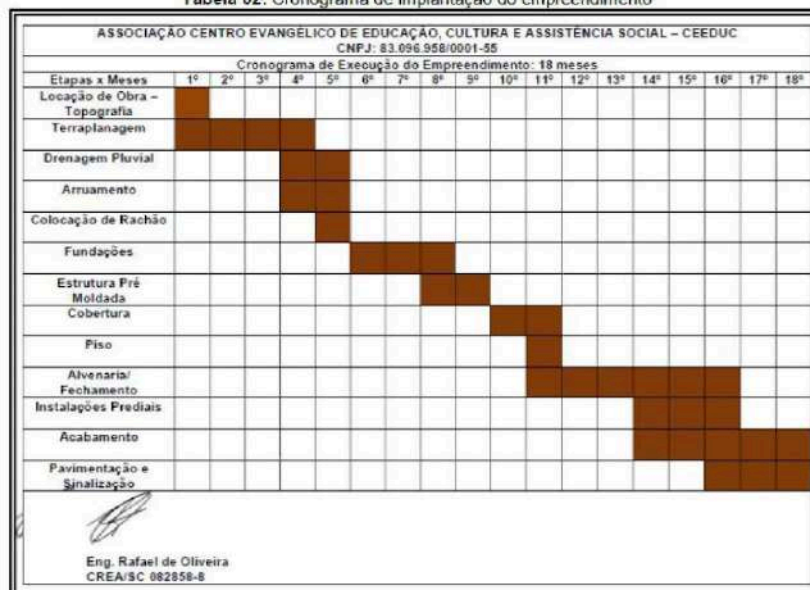 Tabela 02: Cronograma de implantação do empreendimento
ASSOCIAÇÃO CENTRO EVANGÉLICO DE EDUCAÇÃO, CULTURA E ASSISTÊNCIA SOCIAL – CEEDUC
CNPJ: 83.096.958/0001-55
Cronograma de Execução do Empreendimento: 18 meses
Etapas x Meses 1º 2º 3º 4º 5º 6º 7º 8º 9º 10º 11º 12º 13º 14º 15º 16º 17º 18º
Locação de Obra –
Topografia
Terraplanagem
Drenagem Pluvial
Arruamento
Colocação de Rachão
Fundações
Estrutura Pré
Moldada
Cobertura
Piso
Alvenaria/
Fechamento
Instalações Prediais
Acabamento
Pavimentação e
Sinalização
Eng. Rafael de Oliveira
CREA/SC 082858-8